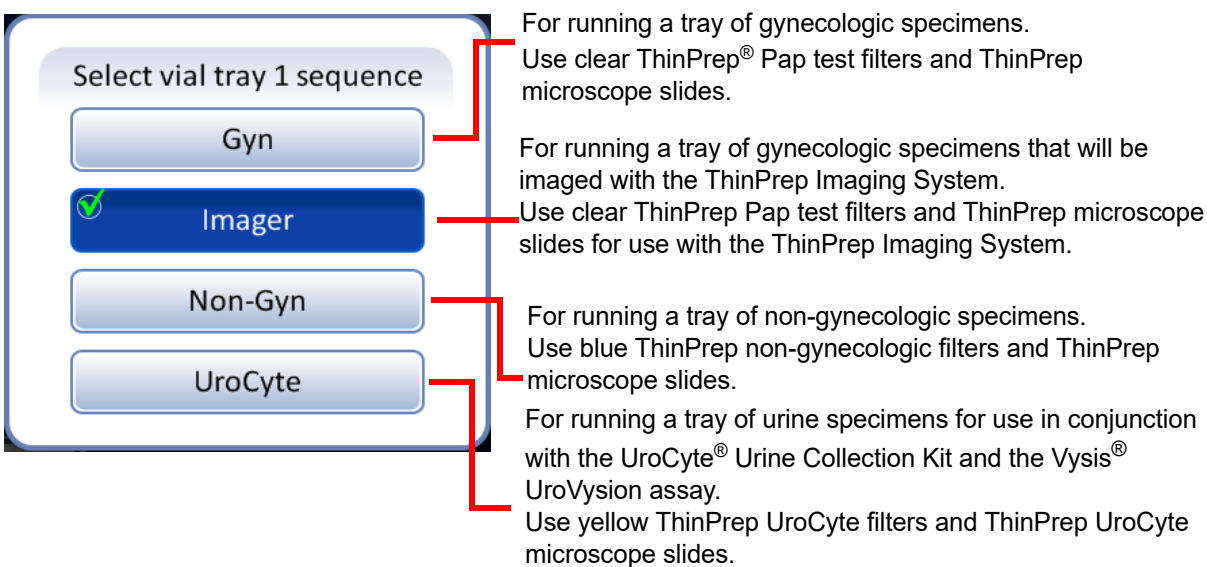 Select vial tray 1 sequence
Gyn
Imager
Non-Gyn
UroCyte
For running a tray of gynecologic specimens.
Use clear ThinPrep® Pap test filters and ThinPrep
microscope slides.
For running a tray of gynecologic specimens that will be
imaged with the ThinPrep Imaging System.
Use clear ThinPrep Pap test filters and ThinPrep microscope
slides for use with the ThinPrep Imaging System.
For running a tray of non-gynecologic specimens.
Use blue ThinPrep non-gynecologic filters and ThinPrep
microscope slides.
For running a tray of urine specimens for use in conjunction
with the UroCyte® Urine Collection Kit and the Vysis®
UroVysion assay.
Use yellow ThinPrep UroCyte filters and ThinPrep UroCyte
microscope slides.